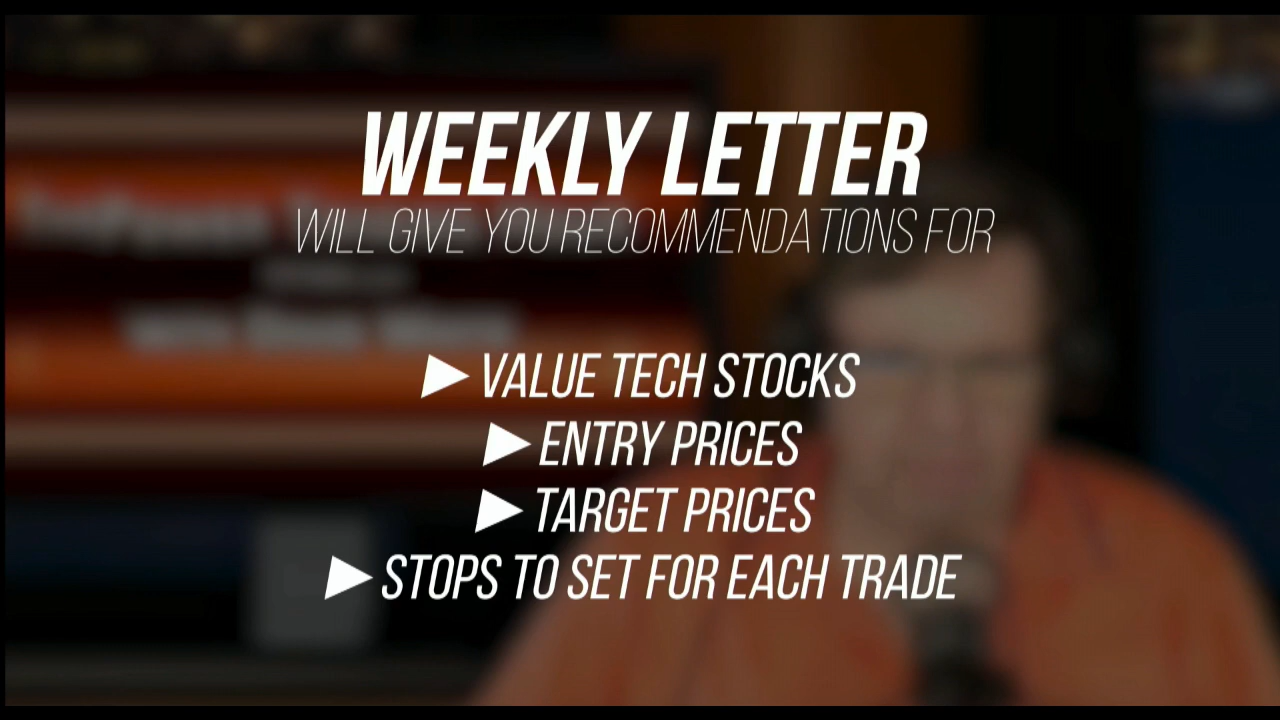 WEEKLY LETTER
WILL GIVE YOU RECOMMENDATIONS FOR
VALUE TECH STOCKS
ENTRY PRICES
TARGET PRICES
STOPS TO SET FOR EACH TRADE